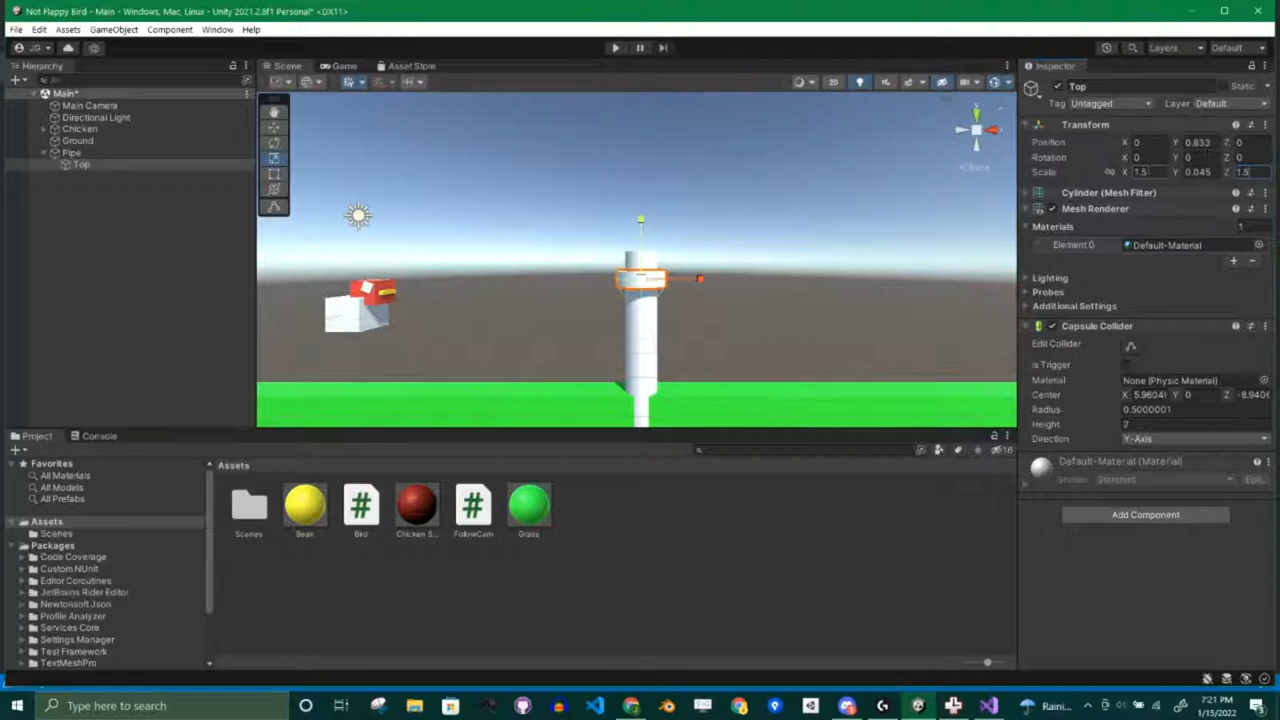 Not Flappy Bird - Main - Windows, Mac, Linux - Unity 2021.2.8f1 Personal* <DX11>
File Edit Assets GameObject Component Window Help
JG Layers Default
Hierarchy
All
Main*
Main Camera
Directional Light
Chicken
Ground
Pipe
Top
Scene Game Asset Store
2D
Inspector
Top Static
Tag Untagged Layer Default
Transform
Position X 0 Y 0.833 Z 0
Rotation X 0 Y 0 Z 0
Scale X 1.5 Y 0.045 Z 1.5
Cylinder (Mesh Filter)
Mesh Renderer
Materials 1
Element 0 Default-Material
Lighting
Probes
Additional Settings
Capsule Collider
Edit Collider
Is Trigger
Material None (Physic Material)
Center X 5.9604 Y 0 Z -8.9406
Radius 0.5000001
Height 2
Direction Y-Axis
Default-Material (Material)
Shader Standard
Add Component
Project Console
16
Favorites
All Materials
All Models
All Prefabs
Assets
Scenes
Packages
Code Coverage
Custom NUnit
Editor Coroutines
JetBrains Rider Editor
Newtonsoft Json
Profile Analyzer
Services Core
Settings Manager
Test Framework
TextMeshPro
Assets
Scenes Beak Bird Chicken S... FollowCam Grass
Type here to search
Raini...
7:21 PM
1/15/2022